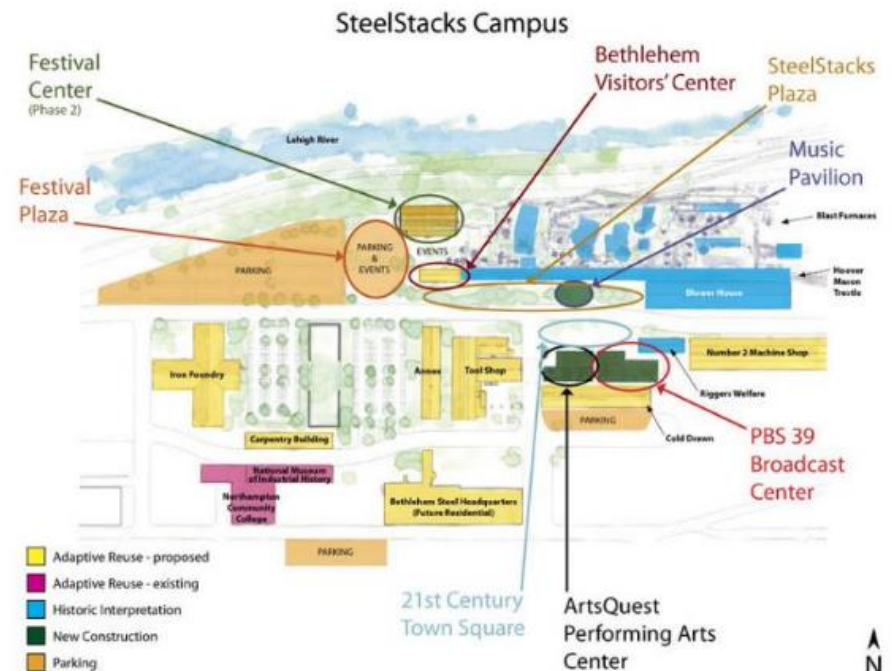 SteelStacks Campus
Festival
Center
(Phase 2)
Bethlehem
Visitors' Center
SteelStacks
Plaza
Music
Pavilion
Festival
Plaza
Lehigh River
Blast Furnaces
PARKING
PARKING
&
EVENTS
EVENTS
Hoover
Mason
Trestle
Blower House
Iron Foundry
Annex
Tool Shop
Number 2 Machine Shop
Riggers Welfare
Cold Drawn
PARKING
Carpentry Building
National Museum
of Industrial History
Northampton
Community
College
Bethlehem Steel Headquarters
(Future Residential)
PBS 39
Broadcast
Center
PARKING
21st Century
Town Square
ArtsQuest
Performing Arts
Center
Adaptive Reuse - proposed
Adaptive Reuse - existing
Historic Interpretation
New Construction
Parking
N